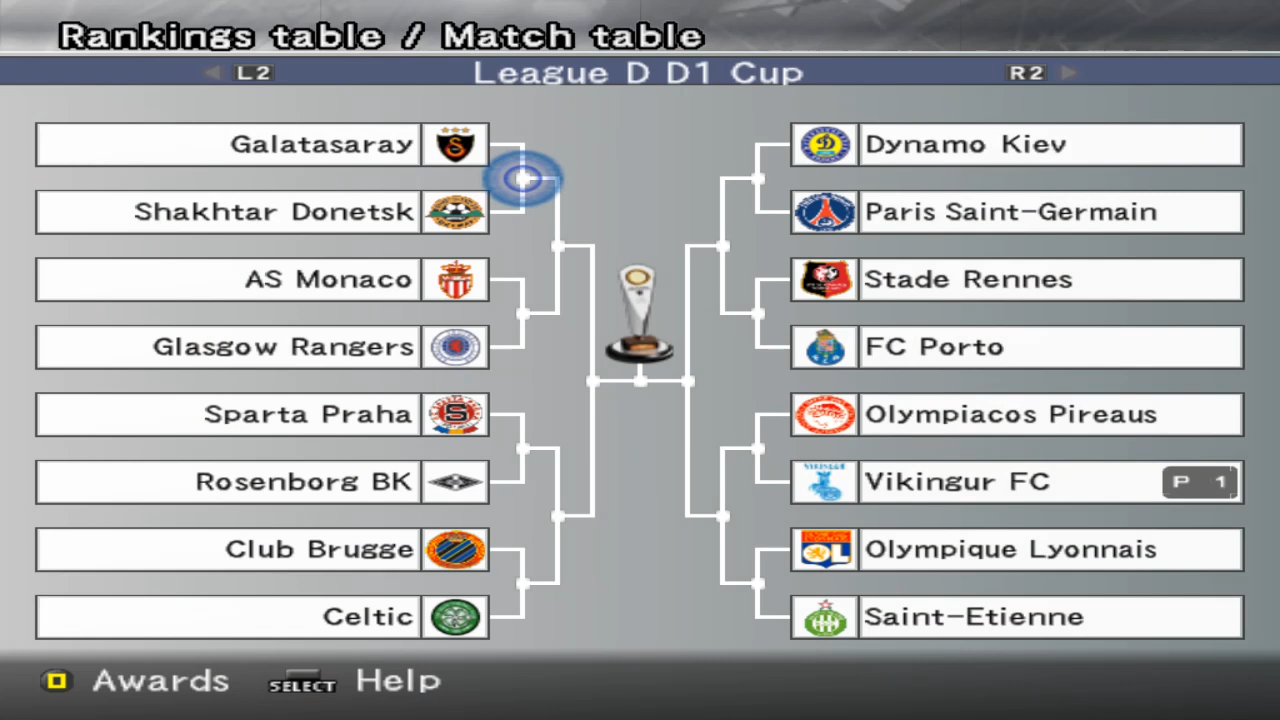 Rankings table / Match table
L2 League D D1 Cup R2
Galatasaray
Shakhtar Donetsk
AS Monaco
Glasgow Rangers
Sparta Praha
Rosenborg BK
Club Brugge
Celtic
Dynamo Kiev
Paris Saint-Germain
Stade Rennes
FC Porto
Olympiacos Pireaus
VIKINGUR
Vikingur FC P 1
Olympique Lyonnais
Saint-Etienne
Awards SELECT Help